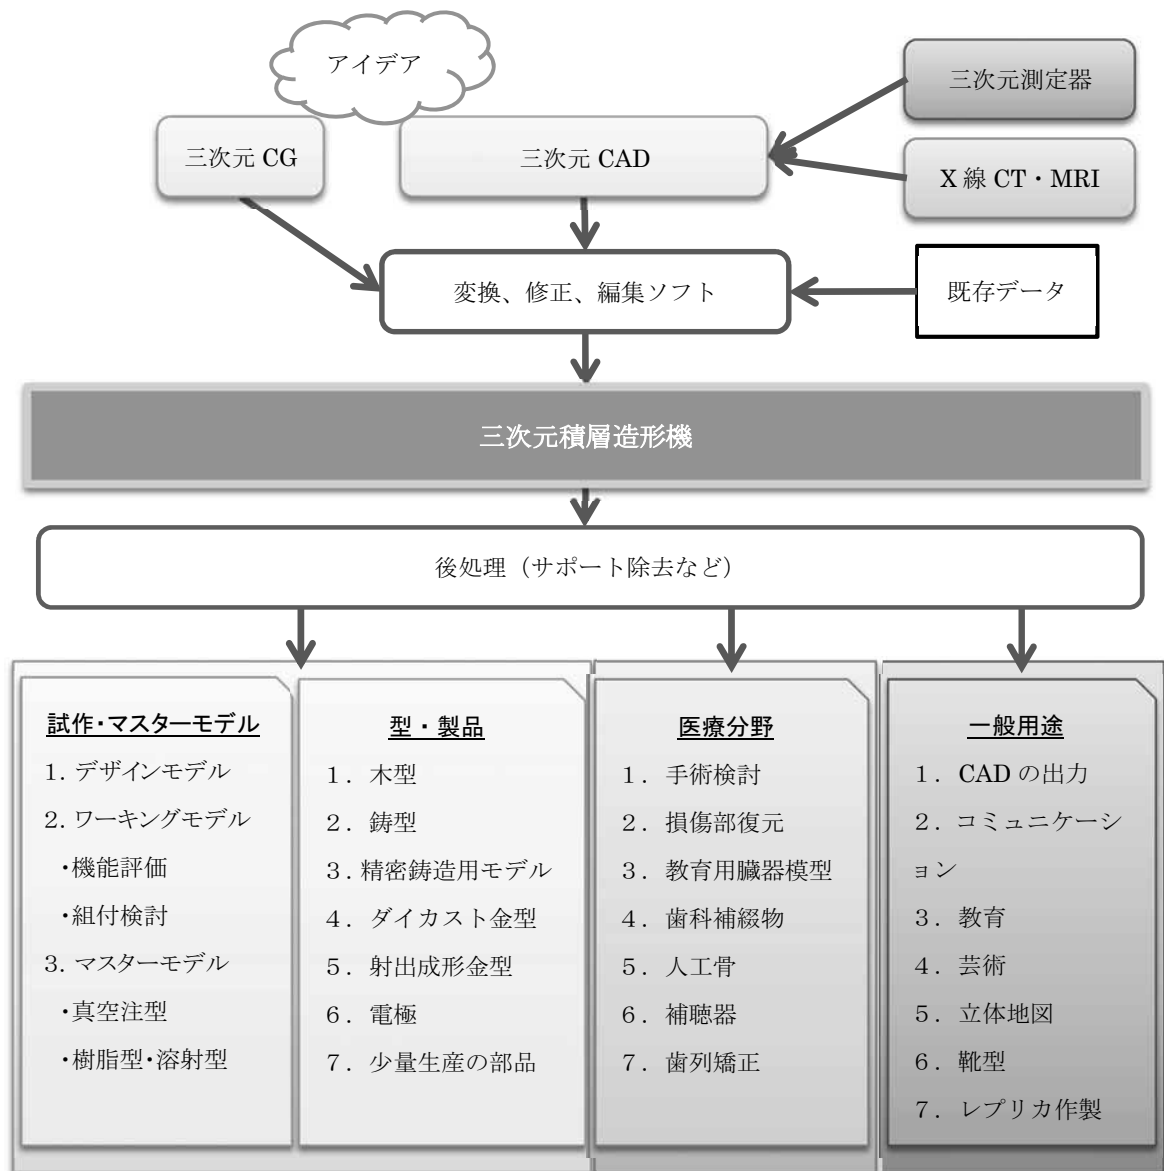 アイデア
三次元測定器
三次元 CG
三次元 CAD
X 線 CT・MRI
変換、修正、編集ソフト
既存データ
三次元積層造形機
後処理（サポート除去など）
試作・マスターモデル
1. デザインモデル
2. ワーキングモデル
・機能評価
・組付検討
3. マスターモデル
・真空注型
・樹脂型・溶射型
型・製品
１．木型
２．鋳型
３．精密鋳造用モデル
４．ダイカスト金型
５．射出成形金型
６．電極
７．少量生産の部品
医療分野
１．手術検討
２．損傷部復元
３．教育用臓器模型
４．歯科補綴物
５．人工骨
６．補聴器
７．歯列矯正
一般用途
１．CAD の出力
２．コミュニケーシ
ョン
３．教育
４．芸術
５．立体地図
６．靴型
７．レプリカ作製